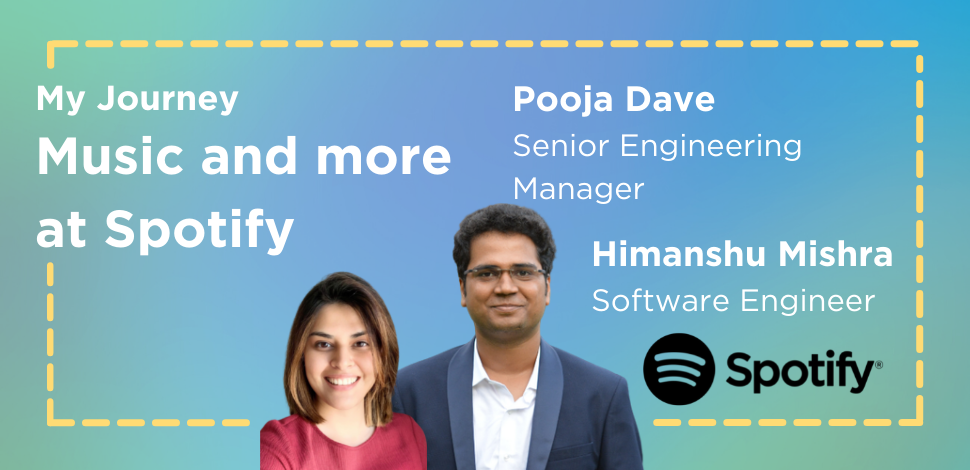 My Journey
Music and more
at Spotify
Pooja Dave
Senior Engineering
Manager
Himanshu Mishra
Software Engineer
Spotify®